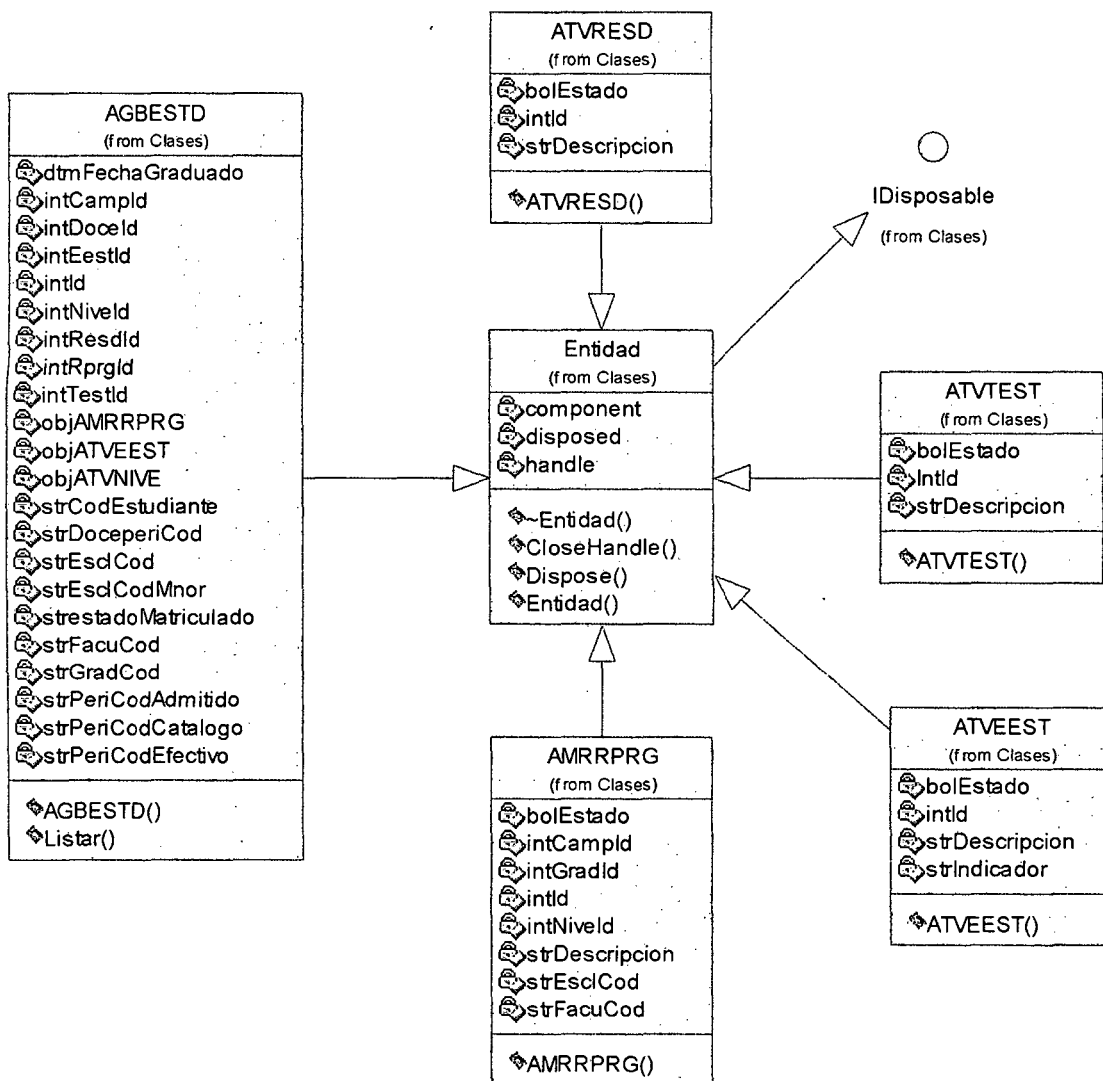 ATVRESD
(from Clases)
bolEstado
intId
strDescripcion
ATVRESD()
AGBESTD
(from Clases)
dtmFechaGraduado
intCampId
intDoceId
intEestId
intId
intNiveId
intResdId
intRprgId
intTestId
objAMRRPRG
objATVEEST
objATVNIVE
strCodEstudiante
strDoceperiCod
strEsclCod
strEsclCodMnor
strestadoMatriculado
strFacuCod
strGradCod
strPeriCodAdmitido
strPeriCodCatalogo
strPeriCodEfectivo
AGBESTD()
Listar()
IDisposable
(from Clases)
Entidad
(from Clases)
component
disposed
handle
~Entidad()
CloseHandle()
Dispose()
Entidad()
ATVTEST
(from Clases)
bolEstado
IntId
strDescripcion
ATVTEST()
ATVEEST
(from Clases)
bolEstado
intId
strDescripcion
strIndicador
ATVEEST()
AMRRPRG
(from Clases)
bolEstado
intCampId
intGradId
intId
intNiveId
strDescripcion
strEsclCod
strFacuCod
AMRRPRG()